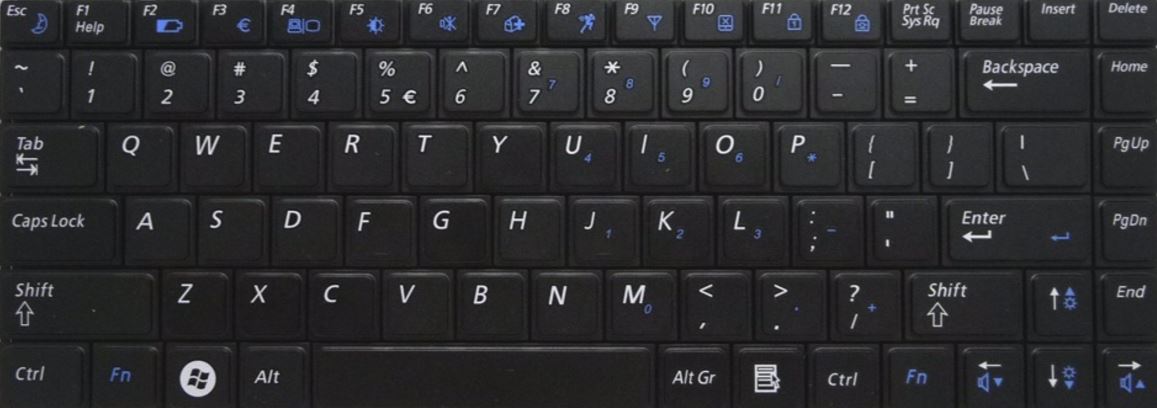 Esc F1 F2 F3 F4 F5 F6 F7 F8 F9 F10 F11 F12 Prt Sc Pause Insert Delete
Help € Sys Rq Break
~ ! @ # $ % ^ & * ( ) — + Backspace Home
` 1 2 3 4 5 € 6 7 7 8 8 9 9 0 / - =
Tab Q W E R T Y U 4 I 5 O 6 P * { } | PgUp
[ ] \
Caps Lock A S D F G H J 1 K 2 L 3 : - " Enter PgDn
; '
Shift Z X C V B N M 0 < > . ? + Shift End
, . /
Ctrl Fn Alt Alt Gr Ctrl Fn